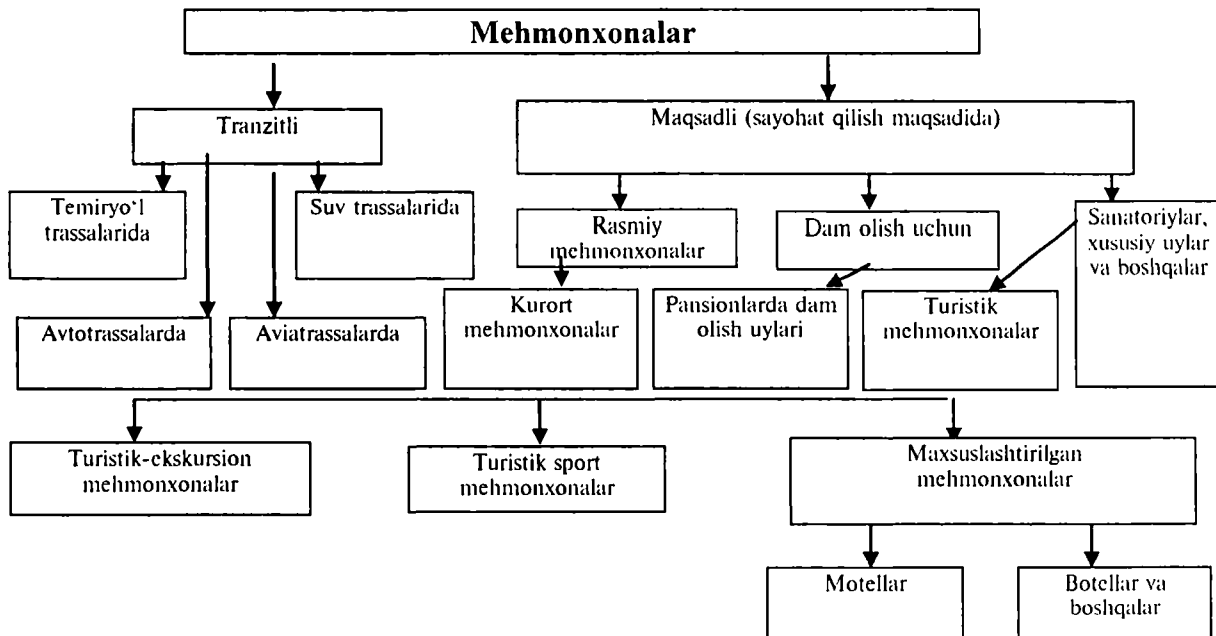 Mehmonxonalar
Tranzitli
Maqsadli (sayohat qilish maqsadida)
Temiryo‘l
trassalarida
Suv trassalarida
Rasmiy
mehmonxonalar
Dam olish uchun
Sanatoriylar,
xususiy uylar
va boshqalar
Avtotrassalarda
Aviatrassalarda
Kurort
mehmonxonalar
Pansionlarda dam
olish uylari
Turistik
mehmonxonalar
Turistik-ekskursion
mehmonxonalar
Turistik sport
mehmonxonalar
Maxsuslashtirilgan
mehmonxonalar
Motellar
Botellar va
boshqalar